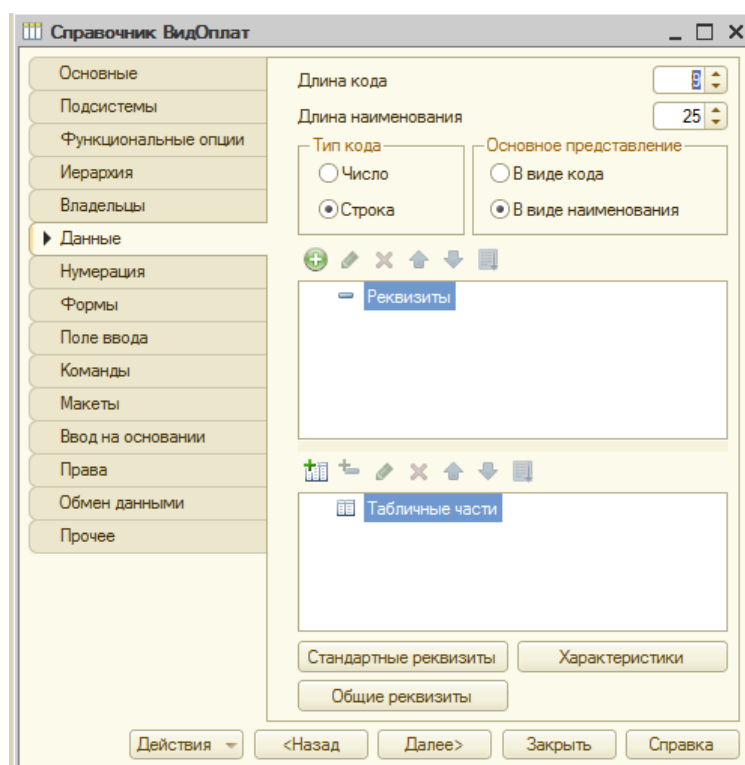 Справочник ВидОплат
Основные
Подсистемы
Функциональные опции
Иерархия
Владельцы
Данные
Нумерация
Формы
Поле ввода
Команды
Макеты
Ввод на основании
Права
Обмен данными
Прочее
Длина кода 9
Длина наименования 25
Тип кода
Число
Строка
Основное представление
В виде кода
В виде наименования
Реквизиты
Табличные части
Стандартные реквизиты Характеристики
Общие реквизиты
Действия <Назад Далее> Закрыть Справка